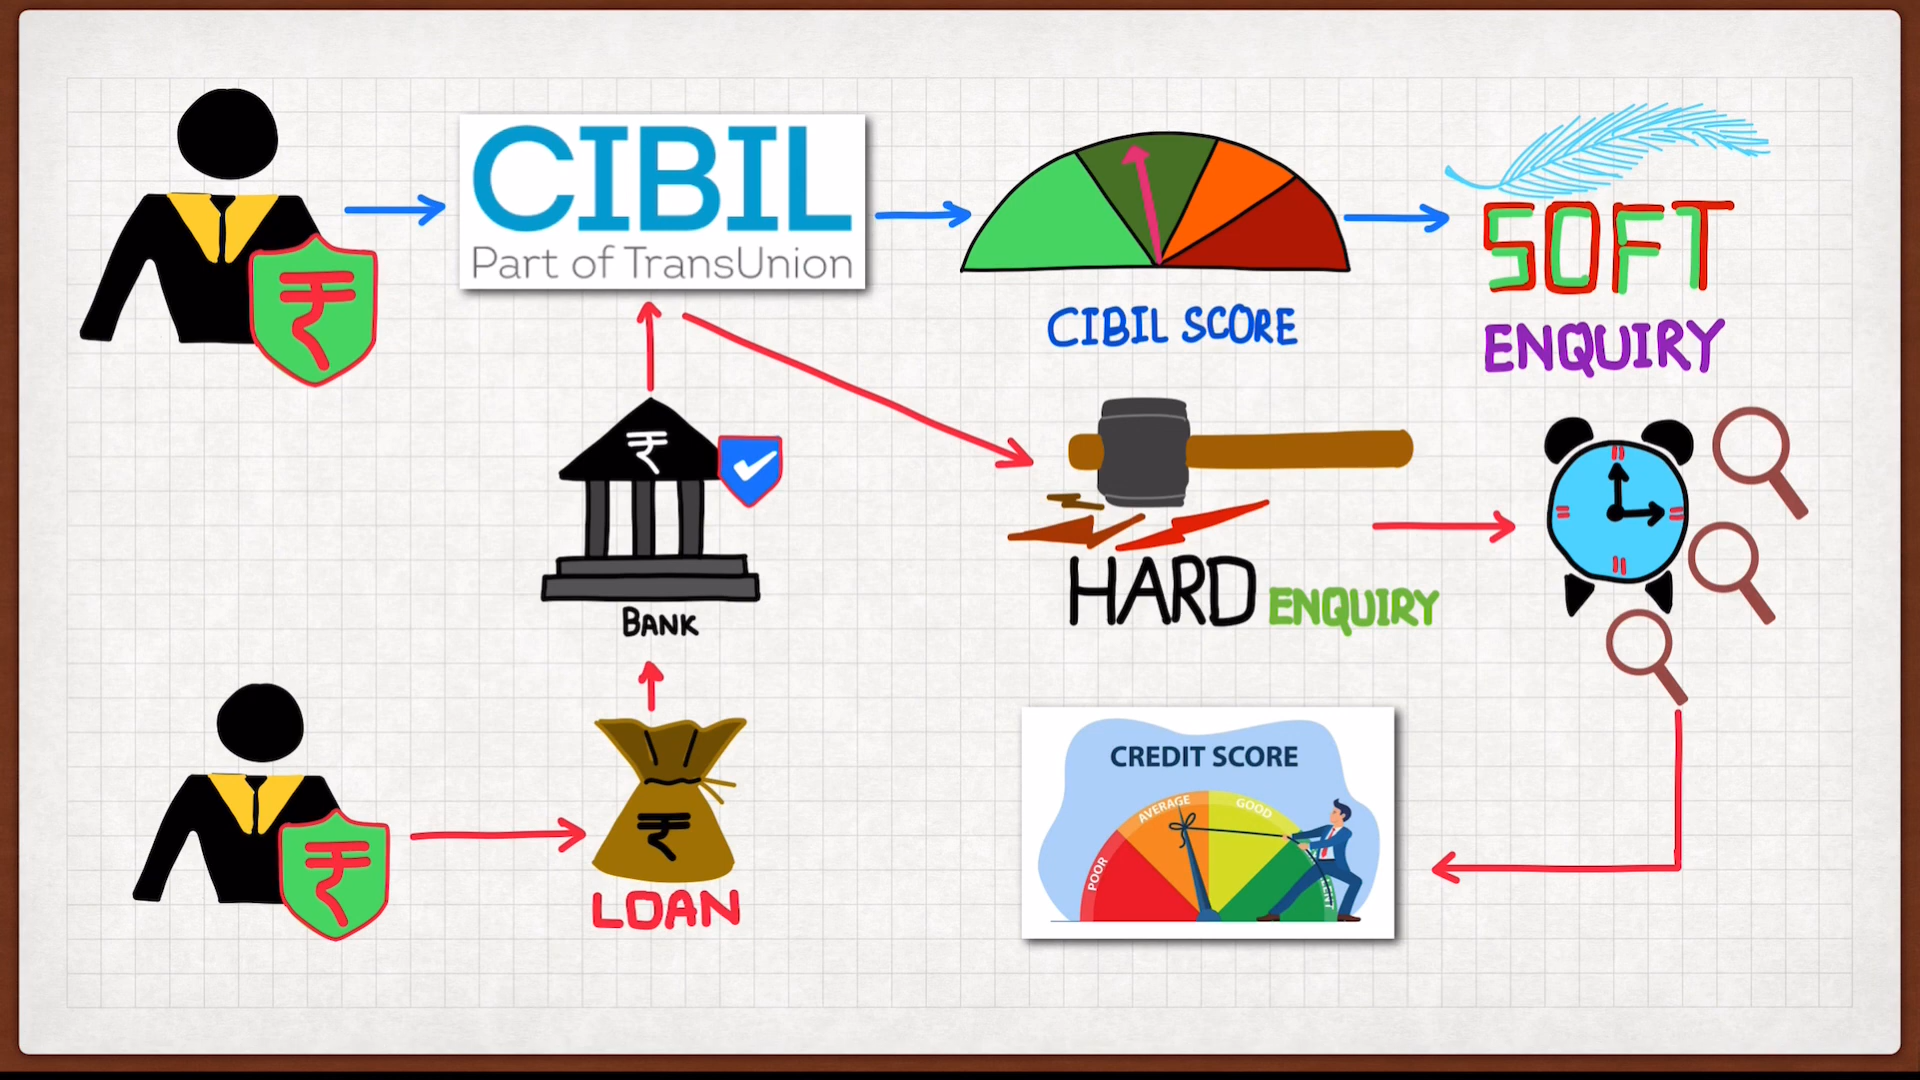 CIBIL
Part of TransUnion
CIBIL SCORE
SOFT
ENQUIRY
₹
₹
BANK
HARD ENQUIRY
₹
₹
LOAN
CREDIT SCORE
POOR
AVERAGE
GOOD